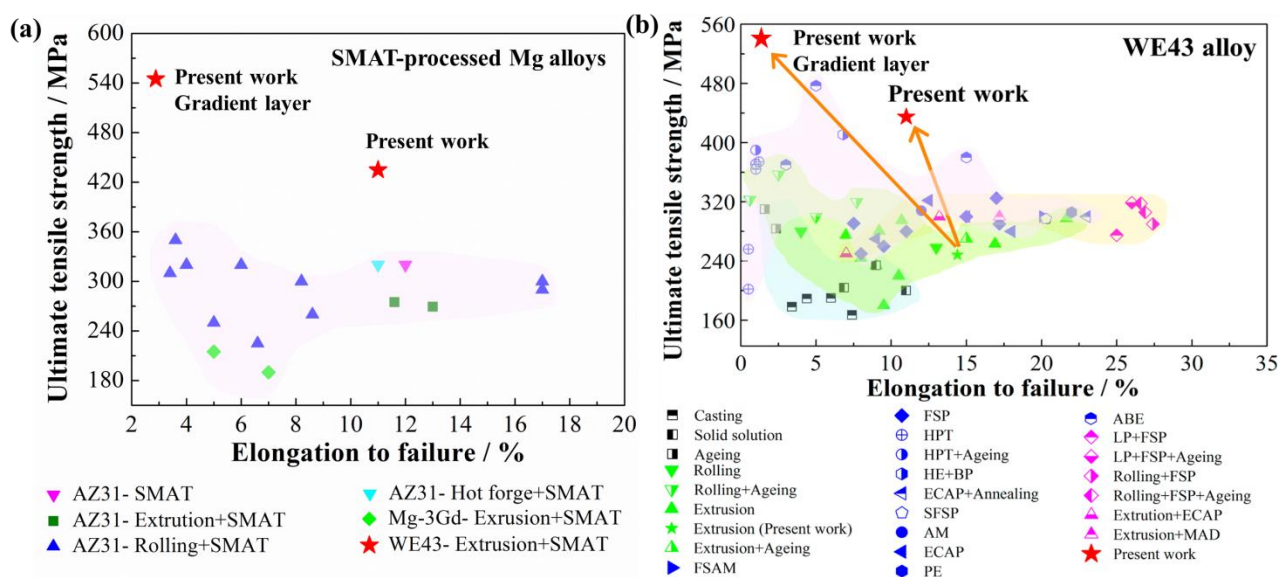 (a)
Ultimate tensile strength / MPa
600
540
480
420
360
300
240
180
SMAT-processed Mg alloys
Present work
Gradient layer
Present work
2 4 6 8 10 12 14 16 18 20
Elongation to failure / %
AZ31- SMAT
AZ31- Extrution+SMAT
AZ31- Rolling+SMAT
AZ31- Hot forge+SMAT
Mg-3Gd- Exrusion+SMAT
WE43- Extrusion+SMAT
(b)
Ultimate tensile strength / MPa
560
480
400
320
240
160
WE43 alloy
Present work
Gradient layer
Present work
0 5 10 15 20 25 30 35
Elongation to failure / %
Casting
Solid solution
Ageing
Rolling
Rolling+Ageing
Extrusion
Extrusion (Present work)
Extrusion+Ageing
FSAM
FSP
HPT
HPT+Ageing
HE+BP
ECAP+Annealing
SFSP
AM
ECAP
PE
ABE
LP+FSP
LP+FSP+Ageing
Rolling+FSP
Rolling+FSP+Ageing
Extrution+ECAP
Extrusion+MAD
Present work